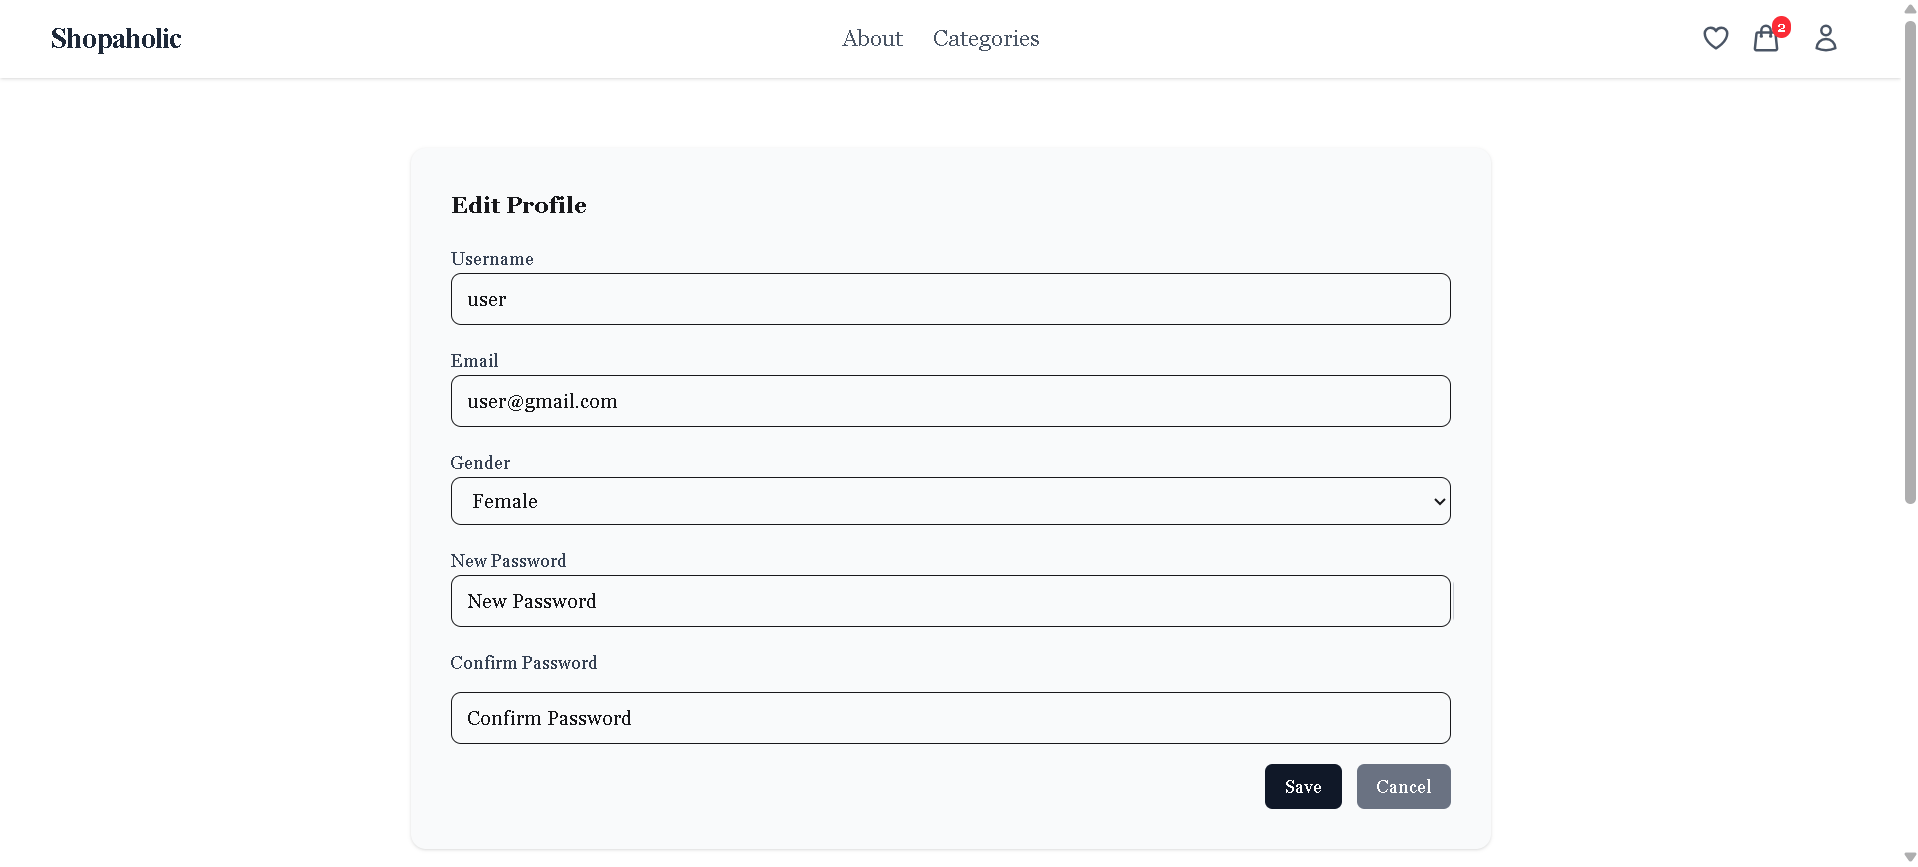 Shopaholic
About Categories
2
Edit Profile
Username
user
Email
user@gmail.com
Gender
Female
New Password
New Password
Confirm Password
Confirm Password
Save Cancel